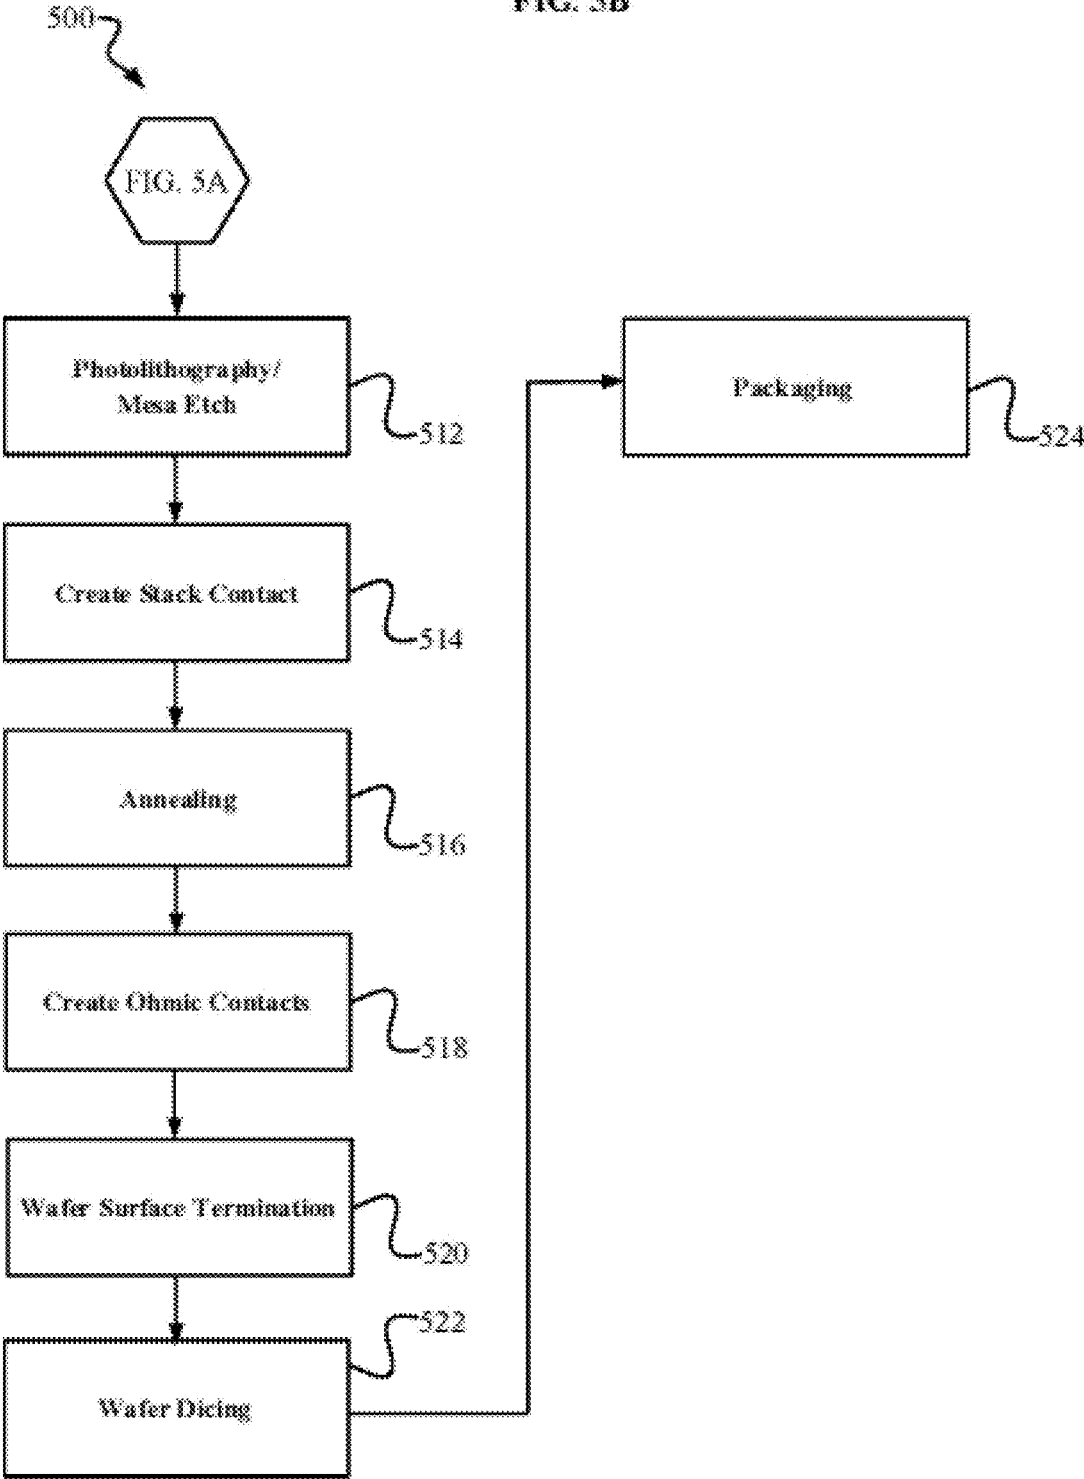 FIG. 5B
500
FIG. 5A
Photolithography/
Mesa Etch
512
Create Stack Contact
514
Annealing
516
Create Ohmic Contacts
518
Wafer Surface Termination
520
522
Wafer Dicing
Packaging
524